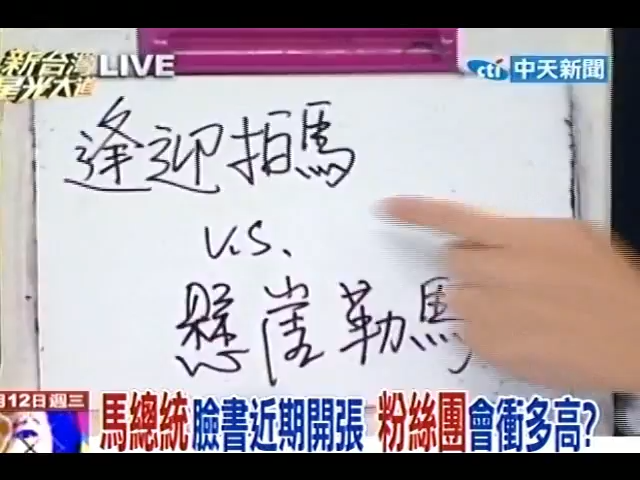 新台灣
星光大道
LIVE
cti 中天新聞
逢迎拍馬
v.s.
懸崖勒馬
月12日週三
馬總統臉書近期開張 粉絲團會衝多高?